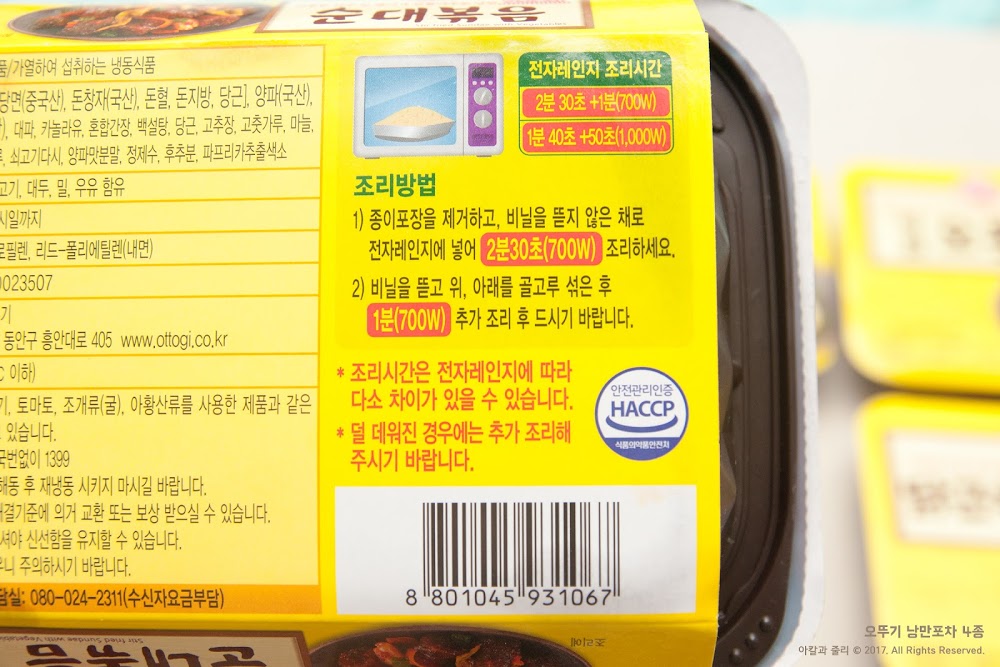 순대볶음
품/가열하여 섭취하는 냉동식품
당면(중국산), 돈창자(국산), 돈혈, 돈지방, 당근], 양파(국산),
대파, 카놀라유, 혼합간장, 백설탕, 당근, 고추장, 고춧가루, 마늘,
쇠고기다시, 양파맛분말, 정제수, 후추분, 파프리카추출색소
고기, 대두, 밀, 우유 함유
시일까지
로필렌, 리드-폴리에틸렌(내면)
0023507
기
동안구 흥안대로 405 www.ottogi.co.kr
C 이하)
기, 토마토, 조개류(굴), 아황산류를 사용한 제품과 같은
있습니다.
국번없이 1399
해동 후 재냉동 시키지 마시길 바랍니다.
해결기준에 의거 교환 또는 보상 받으실 수 있습니다.
셔야 신선함을 유지할 수 있습니다.
우니 주의하시기 바랍니다.
담실: 080-024-2311(수신자요금부담)
전자레인지 조리시간
2분 30초 +1분(700W)
1분 40초 +50초(1,000W)
조리방법
1) 종이포장을 제거하고, 비닐을 뜯지 않은 채로
전자레인지에 넣어 2분30초(700W) 조리하세요.
2) 비닐을 뜯고 위, 아래를 골고루 섞은 후
1분(700W) 추가 조리 후 드시기 바랍니다.
* 조리시간은 전자레인지에 따라
다소 차이가 있을 수 있습니다.
* 덜 데워진 경우에는 추가 조리해
주시기 바랍니다.
안전관리인증
HACCP
식품의약품안전처
8 801045 931067
Stir fried Sundae with Vegetable
조리예
순대볶음
오뚜기 낭만포차 4종
아칼과 쥴리 © 2017. All Rights Reserved.